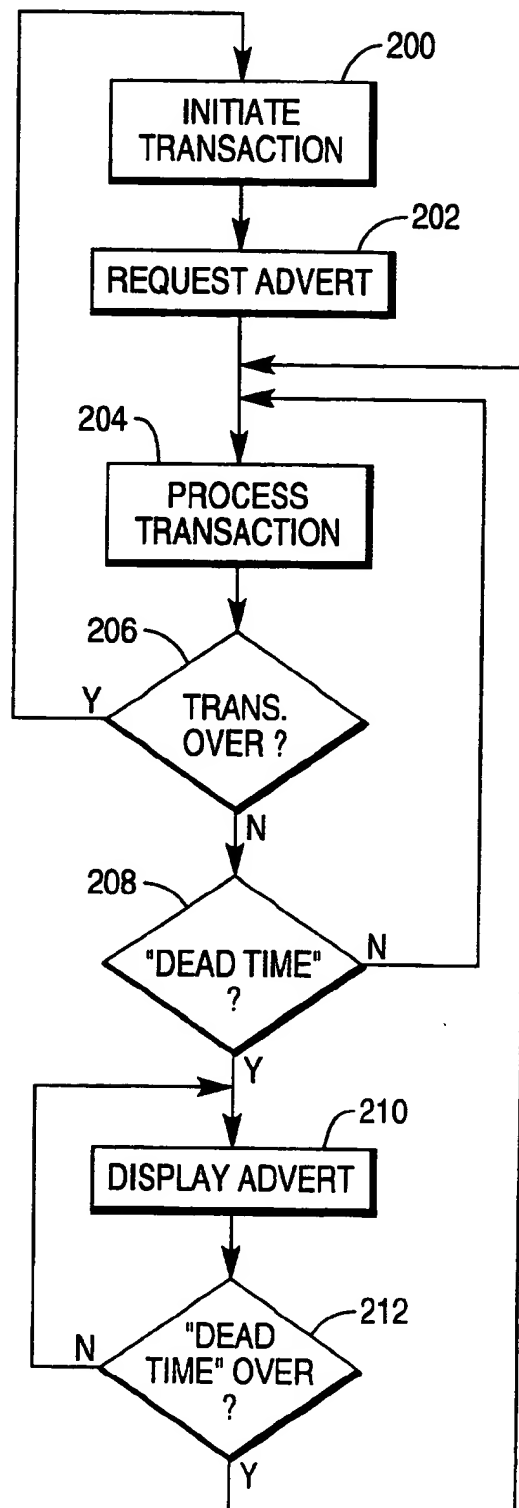 200
INITIATE
TRANSACTION
202
REQUEST ADVERT
204
PROCESS
TRANSACTION
206
Y
TRANS.
OVER ?
N
208
"DEAD TIME"
?
N
Y
210
DISPLAY ADVERT
212
N
"DEAD
TIME" OVER
?
Y